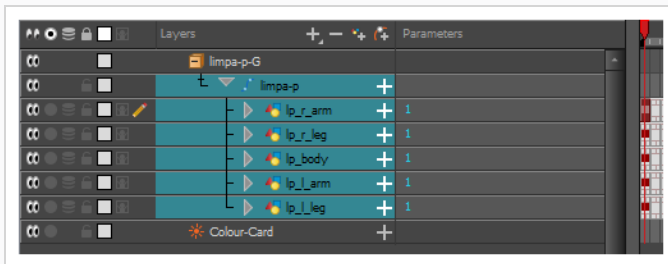 Layers Parameters
limpa-p-G
limpa-p
lp_r_arm 1
lp_r_leg 1
lp_body 1
lp_l_arm 1
lp_l_leg 1
Colour-Card